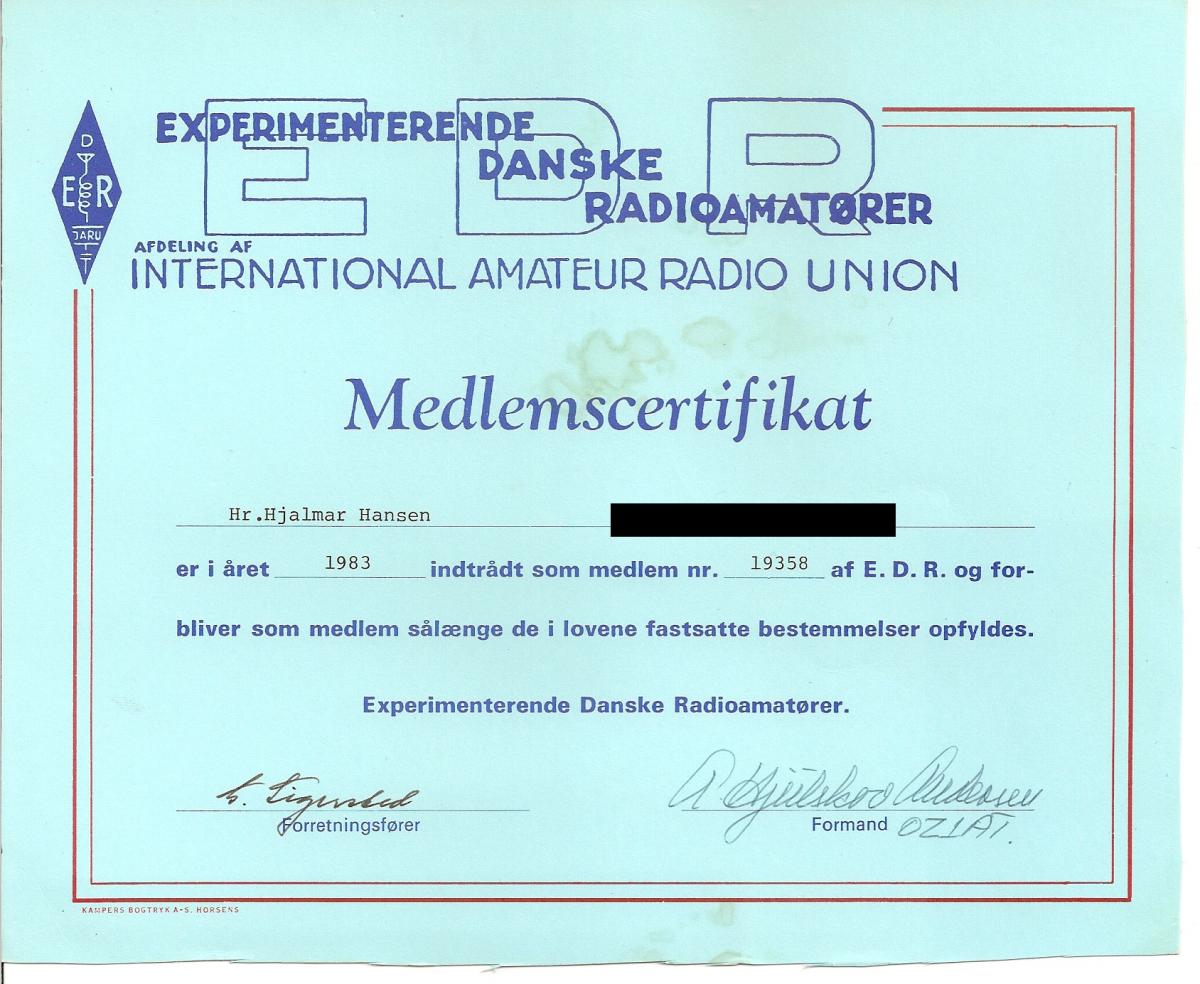 EXPERIMENTERENDE
DANSKE
RADIOAMATØRER
E D R
D
E R
IARU
AFDELING AF
INTERNATIONAL AMATEUR RADIO UNION
Medlemscertifikat
Hr.Hjalmar Hansen
er i året 1983 indtrådt som medlem nr. 19358 af E. D. R. og for-
bliver som medlem sålænge de i lovene fastsatte bestemmelser opfyldes.
Experimenterende Danske Radioamatører.
Forretningsfører
Formand OZ1AT.
KAMPERS BOGTRYK A-S. HORSENS